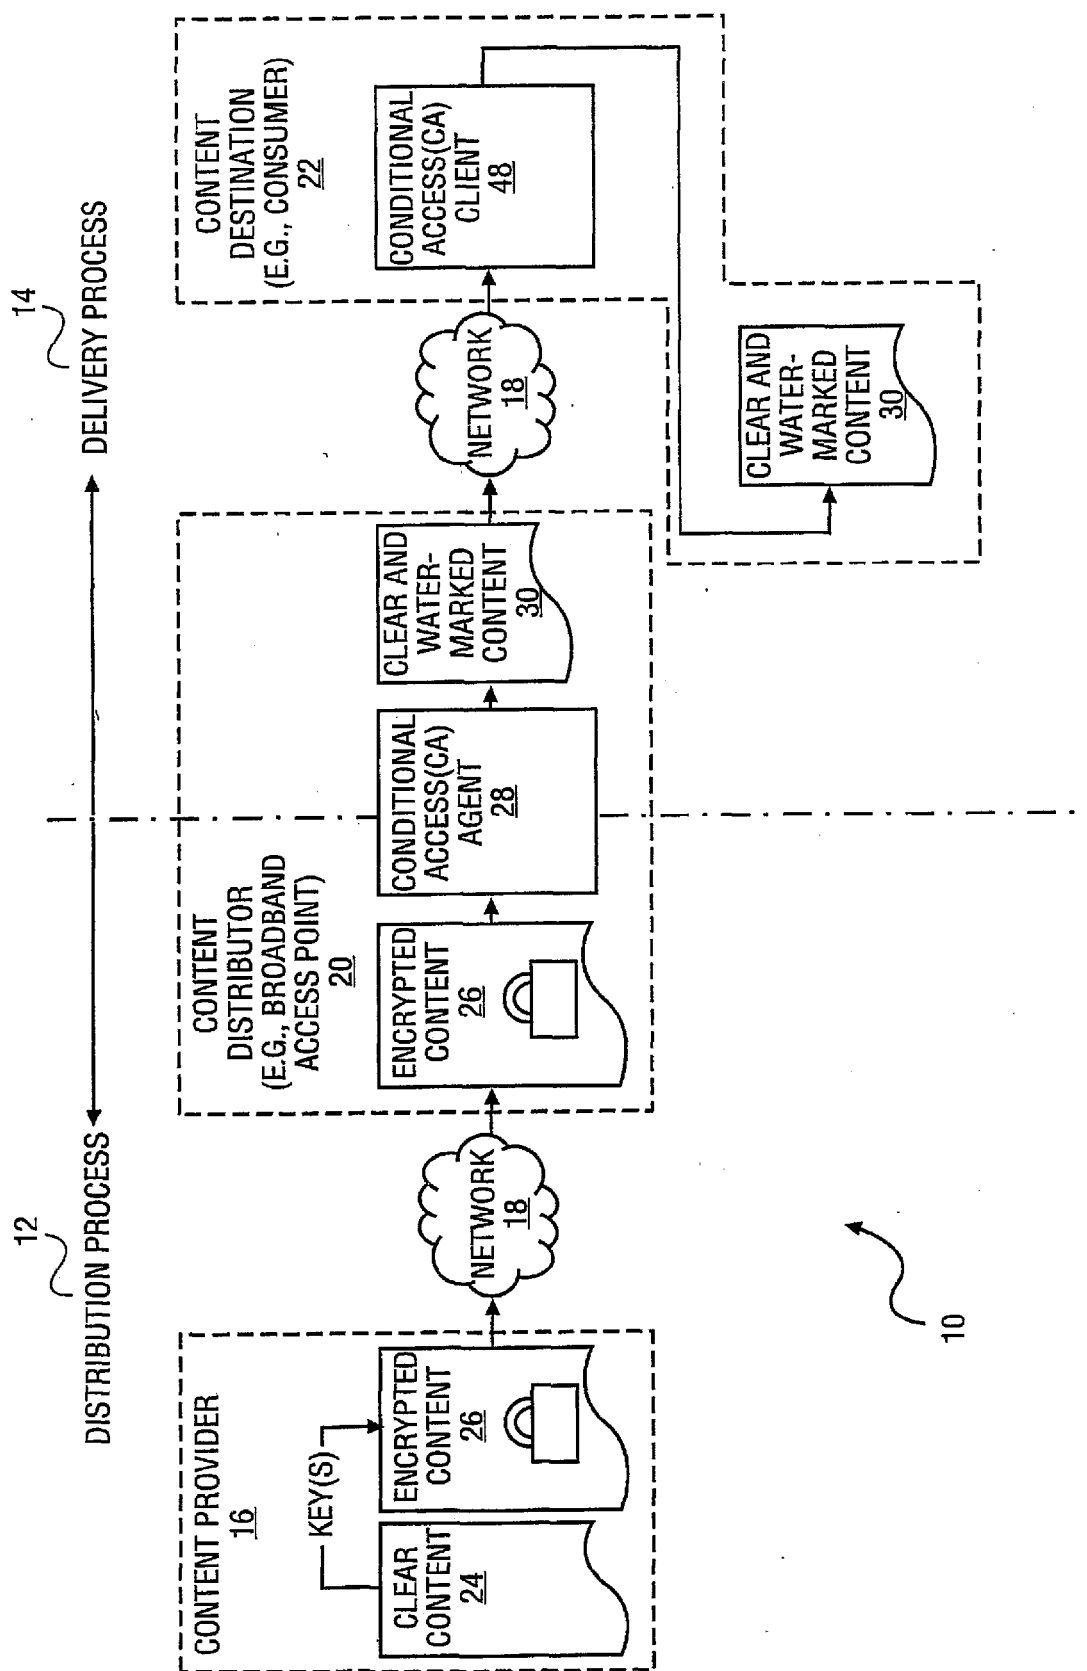 12
DISTRIBUTION PROCESS
14
DELIVERY PROCESS
CONTENT PROVIDER
16
KEY(S)
CLEAR
CONTENT
24
ENCRYPTED
CONTENT
26
NETWORK
18
CONTENT
DISTRIBUTOR
(E.G., BROADBAND
ACCESS POINT)
20
ENCRYPTED
CONTENT
26
CONDITIONAL
ACCESS(CA)
AGENT
28
CLEAR AND
WATER-
MARKED
CONTENT
30
NETWORK
18
CONTENT
DESTINATION
(E.G., CONSUMER)
22
CONDITIONAL
ACCESS(CA)
CLIENT
48
CLEAR AND
WATER-
MARKED
CONTENT
30
10